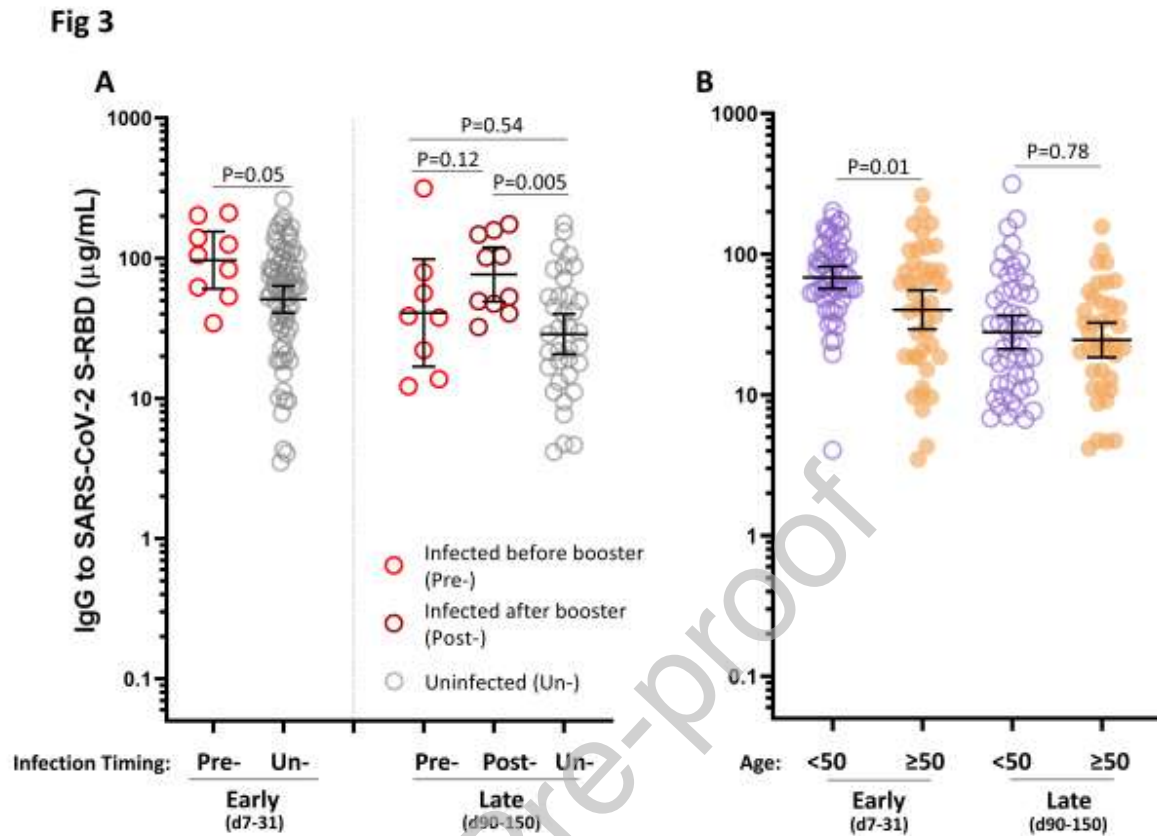 Fig 3
A
IgG to SARS-CoV-2 S-RBD (μg/mL)
1000
100
10
1
0.1
P=0.05
P=0.54
P=0.12
P=0.005
Infected before booster
(Pre-)
Infected after booster
(Post-)
Uninfected (Un-)
Infection Timing: Pre- Un- Pre- Post- Un-
Early Late
(d7-31) (d90-150)
B
1000
100
10
1
0.1
P=0.01
P=0.78
Age: <50 ≥50 <50 ≥50
Early Late
(d7-31) (d90-150)
re-proof